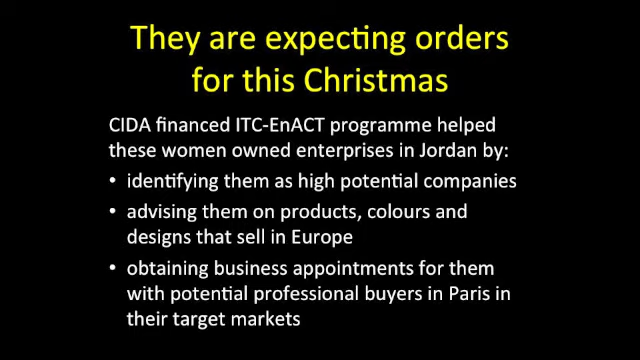 They are expecting orders
for this Christmas
CIDA financed ITC-EnACT programme helped
these women owned enterprises in Jordan by:
• identifying them as high potential companies
• advising them on products, colours and
designs that sell in Europe
• obtaining business appointments for them
with potential professional buyers in Paris in
their target markets